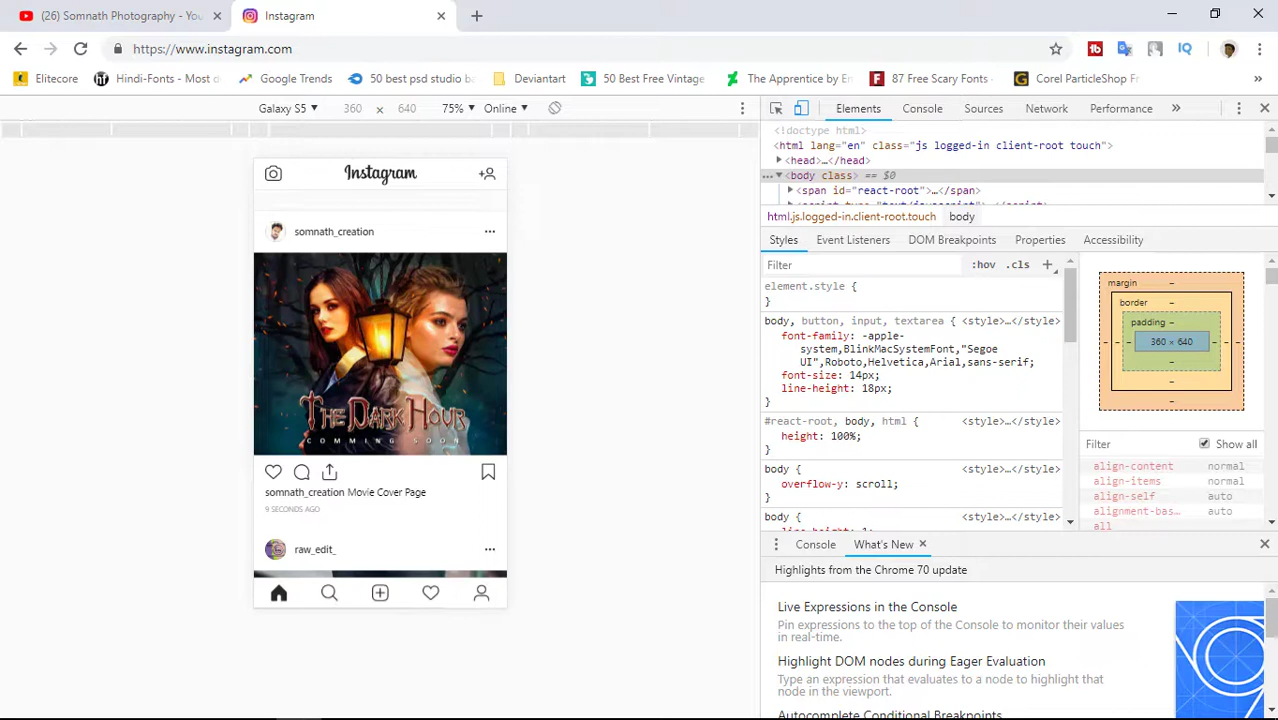 (26) Somnath Photography - You
Instagram
https://www.instagram.com
Elitecore
Hindi-Fonts - Most o
Google Trends
50 best psd studio ba
Deviantart
50 Best Free Vintage
The Apprentice by En
87 Free Scary Fonts -
Corel ParticleShop Fr
»
Galaxy S5 ▼ 360 × 640 75% ▼ Online ▼
Elements Console Sources Network Performance »
<!doctype html>
<html lang="en" class="js logged-in client-root touch">
▶<head>…</head>
…▼<body class> == $0
▶<span id="react-root">…</span>
html.js.logged-in.client-root.touch body
Styles Event Listeners DOM Breakpoints Properties Accessibility
Filter :hov .cls +
element.style {
}
body, button, input, textarea { <style>…</style>
font-family: -apple-
system,BlinkMacSystemFont,"Segoe
UI",Roboto,Helvetica,Arial,sans-serif;
font-size: 14px;
line-height: 18px;
}
#react-root, body, html { <style>…</style>
height: 100%;
}
body { <style>…</style>
overflow-y: scroll;
}
body { <style>…</style>
line-height: 1;
margin –
border –
padding –
360 × 640
Filter Show all
align-content normal
align-items normal
align-self auto
alignment-bas… auto
all
Console What's New ×
Highlights from the Chrome 70 update
Live Expressions in the Console
Pin expressions to the top of the Console to monitor their values
in real-time.
Highlight DOM nodes during Eager Evaluation
Type an expression that evaluates to a node to highlight that
node in the viewport.
Autocomplete Conditional Breakpoints
Instagram
somnath_creation
THE DARK HOUR
COMMING SOON
somnath_creation Movie Cover Page
9 SECONDS AGO
raw_edit_